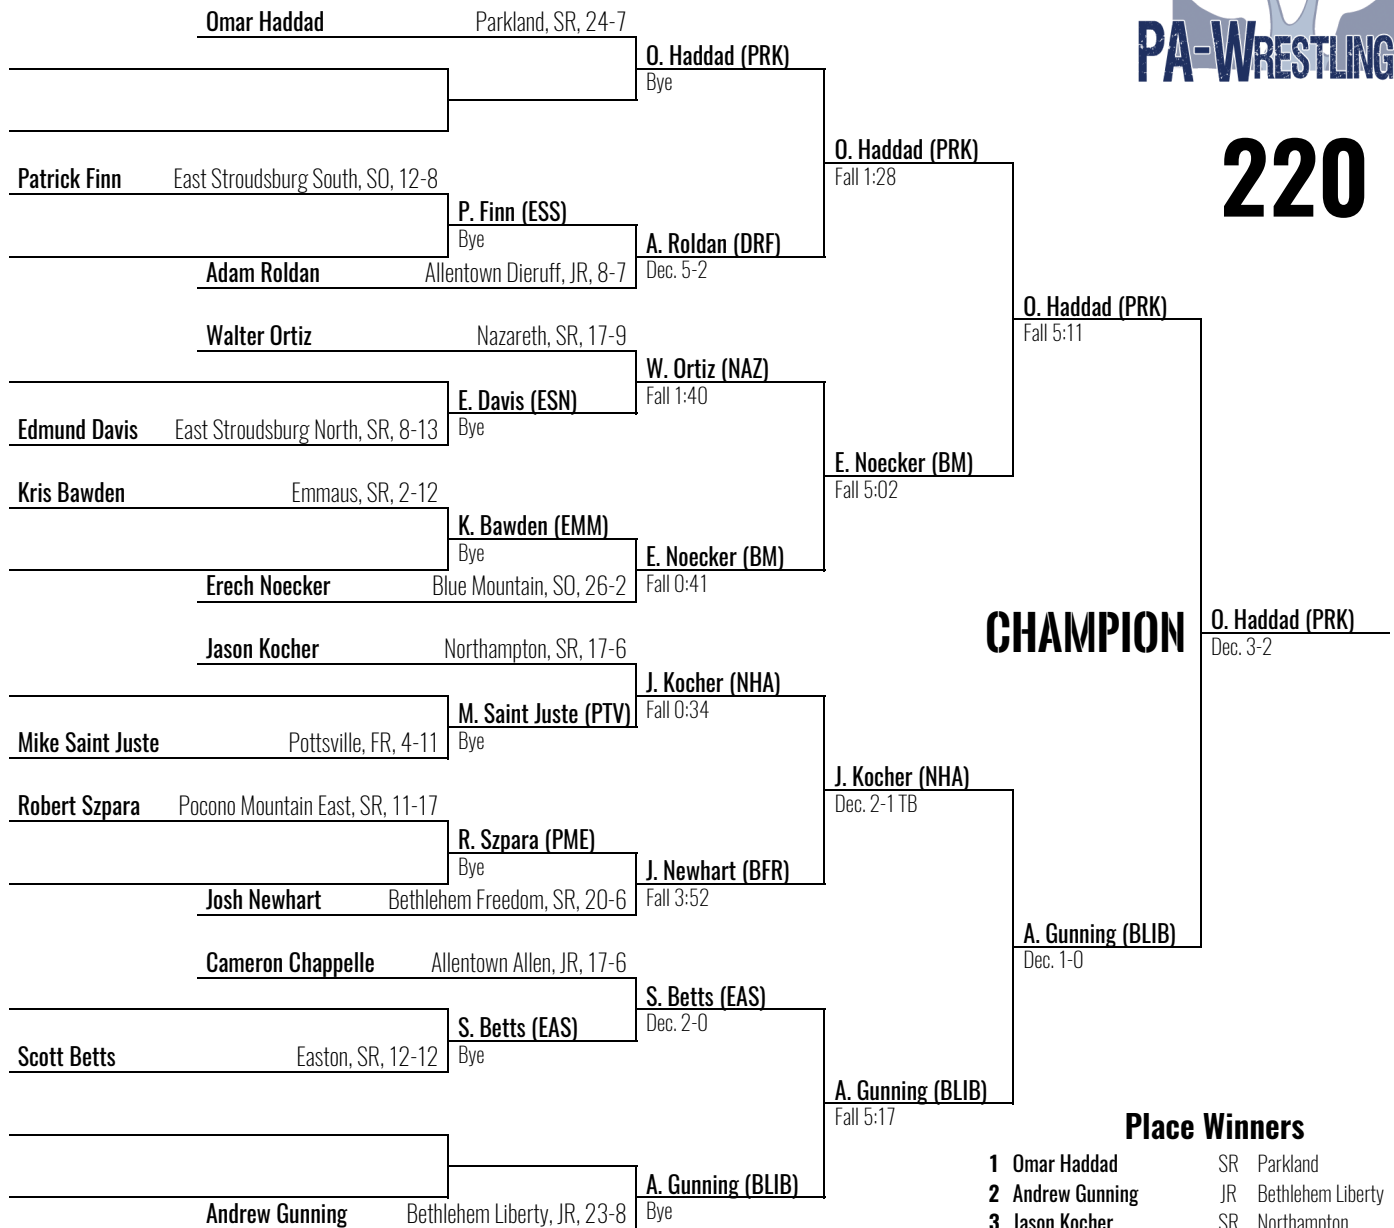 PA-WRESTLING
220
Omar Haddad Parkland, SR, 24-7
O. Haddad (PRK)
Bye
O. Haddad (PRK)
Fall 1:28
Patrick Finn East Stroudsburg South, SO, 12-8
P. Finn (ESS)
Bye
A. Roldan (DRF)
Dec. 5-2
Adam Roldan Allentown Dieruff, JR, 8-7
O. Haddad (PRK)
Fall 5:11
Walter Ortiz Nazareth, SR, 17-9
W. Ortiz (NAZ)
Fall 1:40
E. Davis (ESN)
Bye
Edmund Davis East Stroudsburg North, SR, 8-13
E. Noecker (BM)
Fall 5:02
Kris Bawden Emmaus, SR, 2-12
K. Bawden (EMM)
Bye
E. Noecker (BM)
Fall 0:41
Erech Noecker Blue Mountain, SO, 26-2
CHAMPION
O. Haddad (PRK)
Dec. 3-2
Jason Kocher Northampton, SR, 17-6
J. Kocher (NHA)
Fall 0:34
M. Saint Juste (PTV)
Bye
Mike Saint Juste Pottsville, FR, 4-11
J. Kocher (NHA)
Dec. 2-1 TB
Robert Szpara Pocono Mountain East, SR, 11-17
R. Szpara (PME)
Bye
J. Newhart (BFR)
Fall 3:52
Josh Newhart Bethlehem Freedom, SR, 20-6
A. Gunning (BLIB)
Dec. 1-0
Cameron Chappelle Allentown Allen, JR, 17-6
S. Betts (EAS)
Dec. 2-0
S. Betts (EAS)
Bye
Scott Betts Easton, SR, 12-12
A. Gunning (BLIB)
Fall 5:17
A. Gunning (BLIB)
Bye
Andrew Gunning Bethlehem Liberty, JR, 23-8
Place Winners
1 Omar Haddad SR Parkland
2 Andrew Gunning JR Bethlehem Liberty
3 Jason Kocher SR Northampton